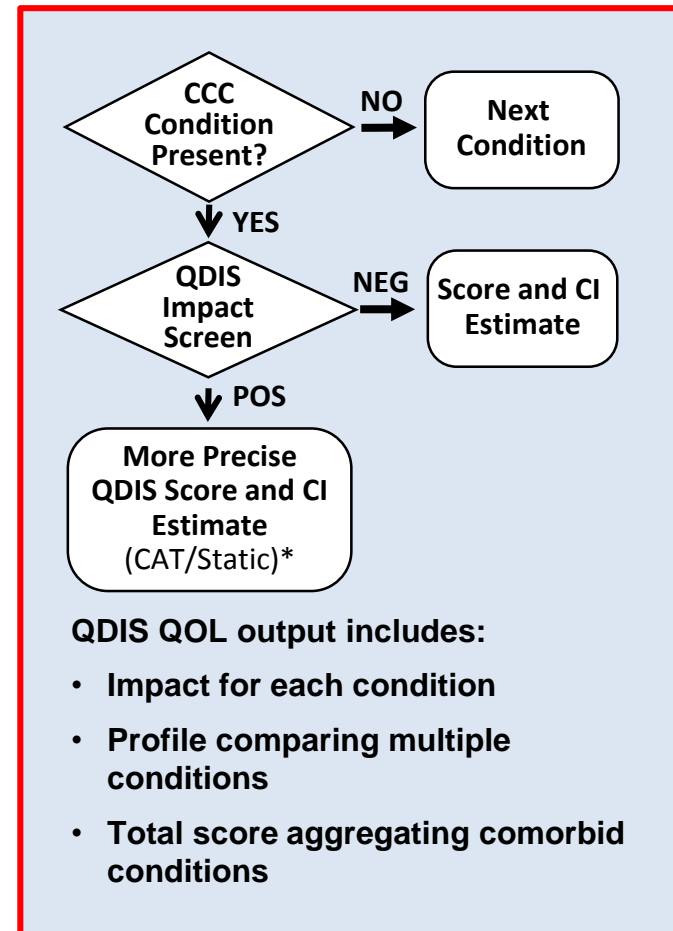 CCC
Condition
Present?
NO
Next
Condition
YES
QDIS
Impact
Screen
NEG
Score and CI
Estimate
POS
More Precise
QDIS Score and CI
Estimate
(CAT/Static)*
QDIS QOL output includes:
• Impact for each condition
• Profile comparing multiple
conditions
• Total score aggregating comorbid
conditions